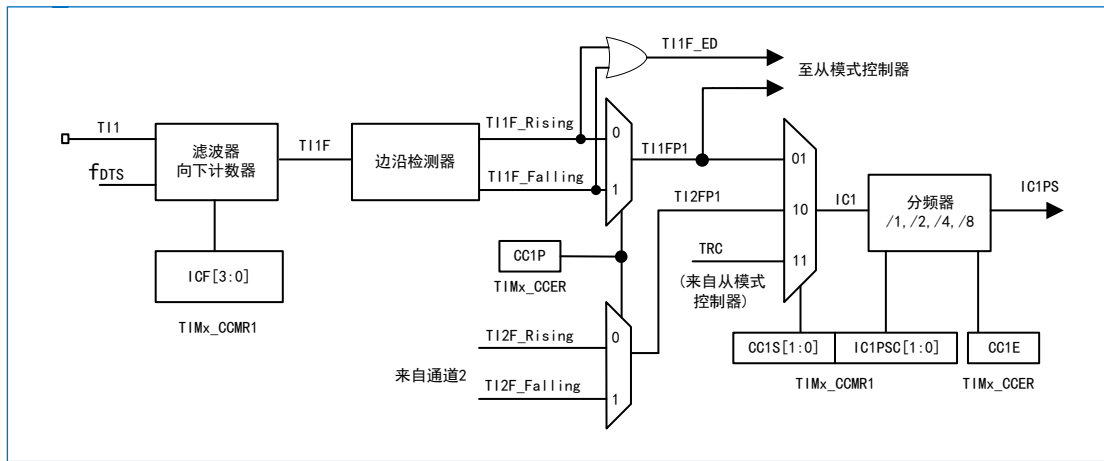 TI1F_ED
至从模式控制器
TI1
fDTS
滤波器
向下计数器
TI1F
边沿检测器
TI1F_Rising
TI1F_Falling
0
1
TI1FP1
TI2FP1
TRC
(来自从模式
控制器)
01
10
11
IC1
分频器
/1,/2,/4,/8
IC1PS
ICF[3:0]
TIMx_CCMR1
CC1P
TIMx_CCER
TI2F_Rising
来自通道2
TI2F_Falling
0
1
CC1S[1:0]
IC1PSC[1:0]
CC1E
TIMx_CCMR1
TIMx_CCER